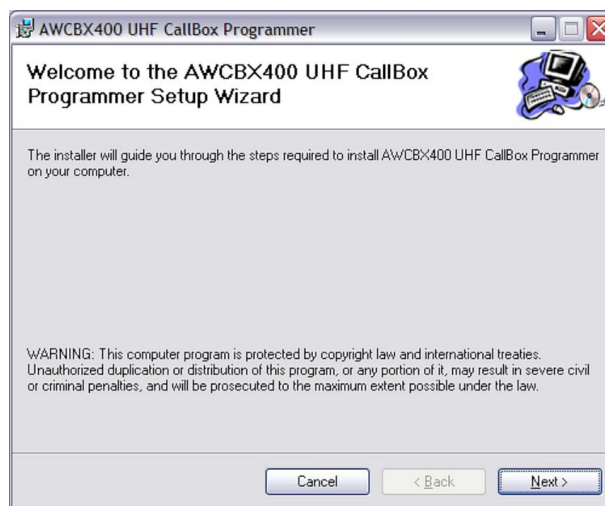 AWCBX400 UHF CallBox Programmer
Welcome to the AWCBX400 UHF CallBox
Programmer Setup Wizard
The installer will guide you through the steps required to install AWCBX400 UHF CallBox Programmer
on your computer.
WARNING: This computer program is protected by copyright law and international treaties.
Unauthorized duplication or distribution of this program, or any portion of it, may result in severe civil
or criminal penalties, and will be prosecuted to the maximum extent possible under the law.
Cancel < Back Next >